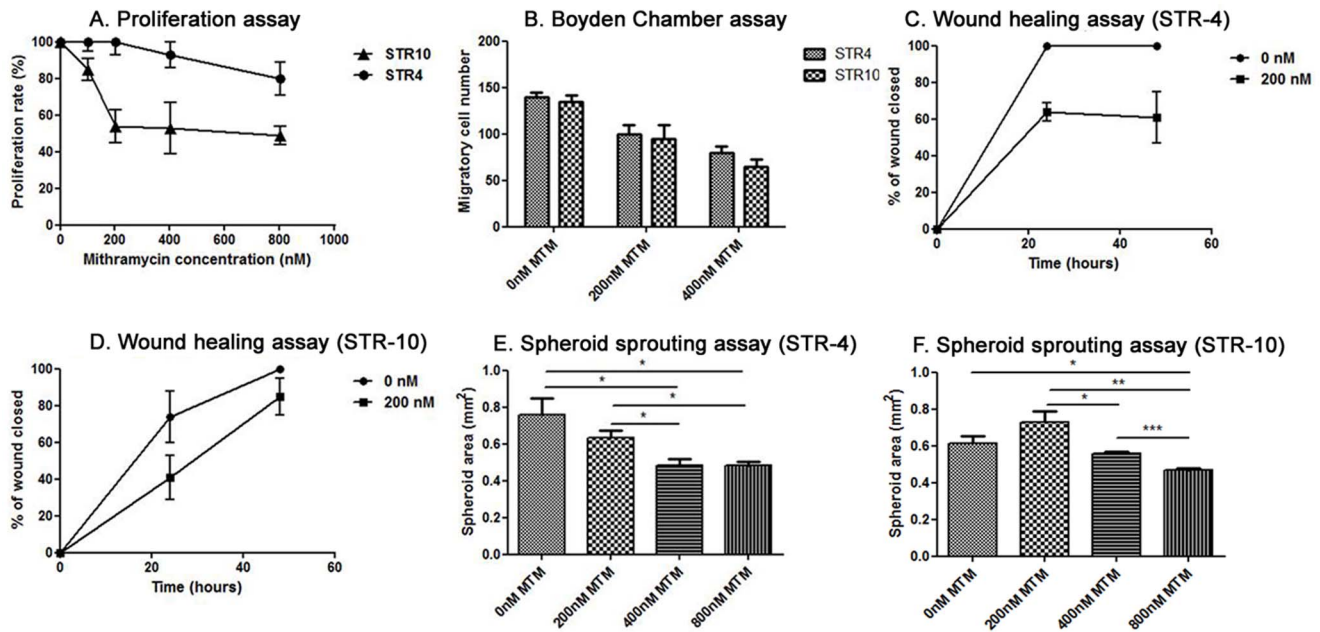 A. Proliferation assay
Proliferation rate (%)
100
80
60
40
20
0
0 200 400 600 800 1000
Mithramycin concentration (nM)
STR10
STR4
B. Boyden Chamber assay
Migratory cell number
200
150
100
50
0
0nM MTM
200nM MTM
400nM MTM
STR4
STR10
C. Wound healing assay (STR-4)
% of wound closed
100
80
60
40
20
0
0 20 40 60
Time (hours)
0 nM
200 nM
D. Wound healing assay (STR-10)
% of wound closed
100
80
60
40
20
0
0 20 40 60
Time (hours)
0 nM
200 nM
E. Spheroid sprouting assay (STR-4)
Spheroid area (mm²)
1.0
0.8
0.6
0.4
0.2
0.0
*
*
*
*
0nM MTM
200nM MTM
400nM MTM
800nM MTM
F. Spheroid sprouting assay (STR-10)
Spheroid area (mm²)
1.0
0.8
0.6
0.4
0.2
0.0
*
**
*
***
0nM MTM
200nM MTM
400nM MTM
800nM MTM